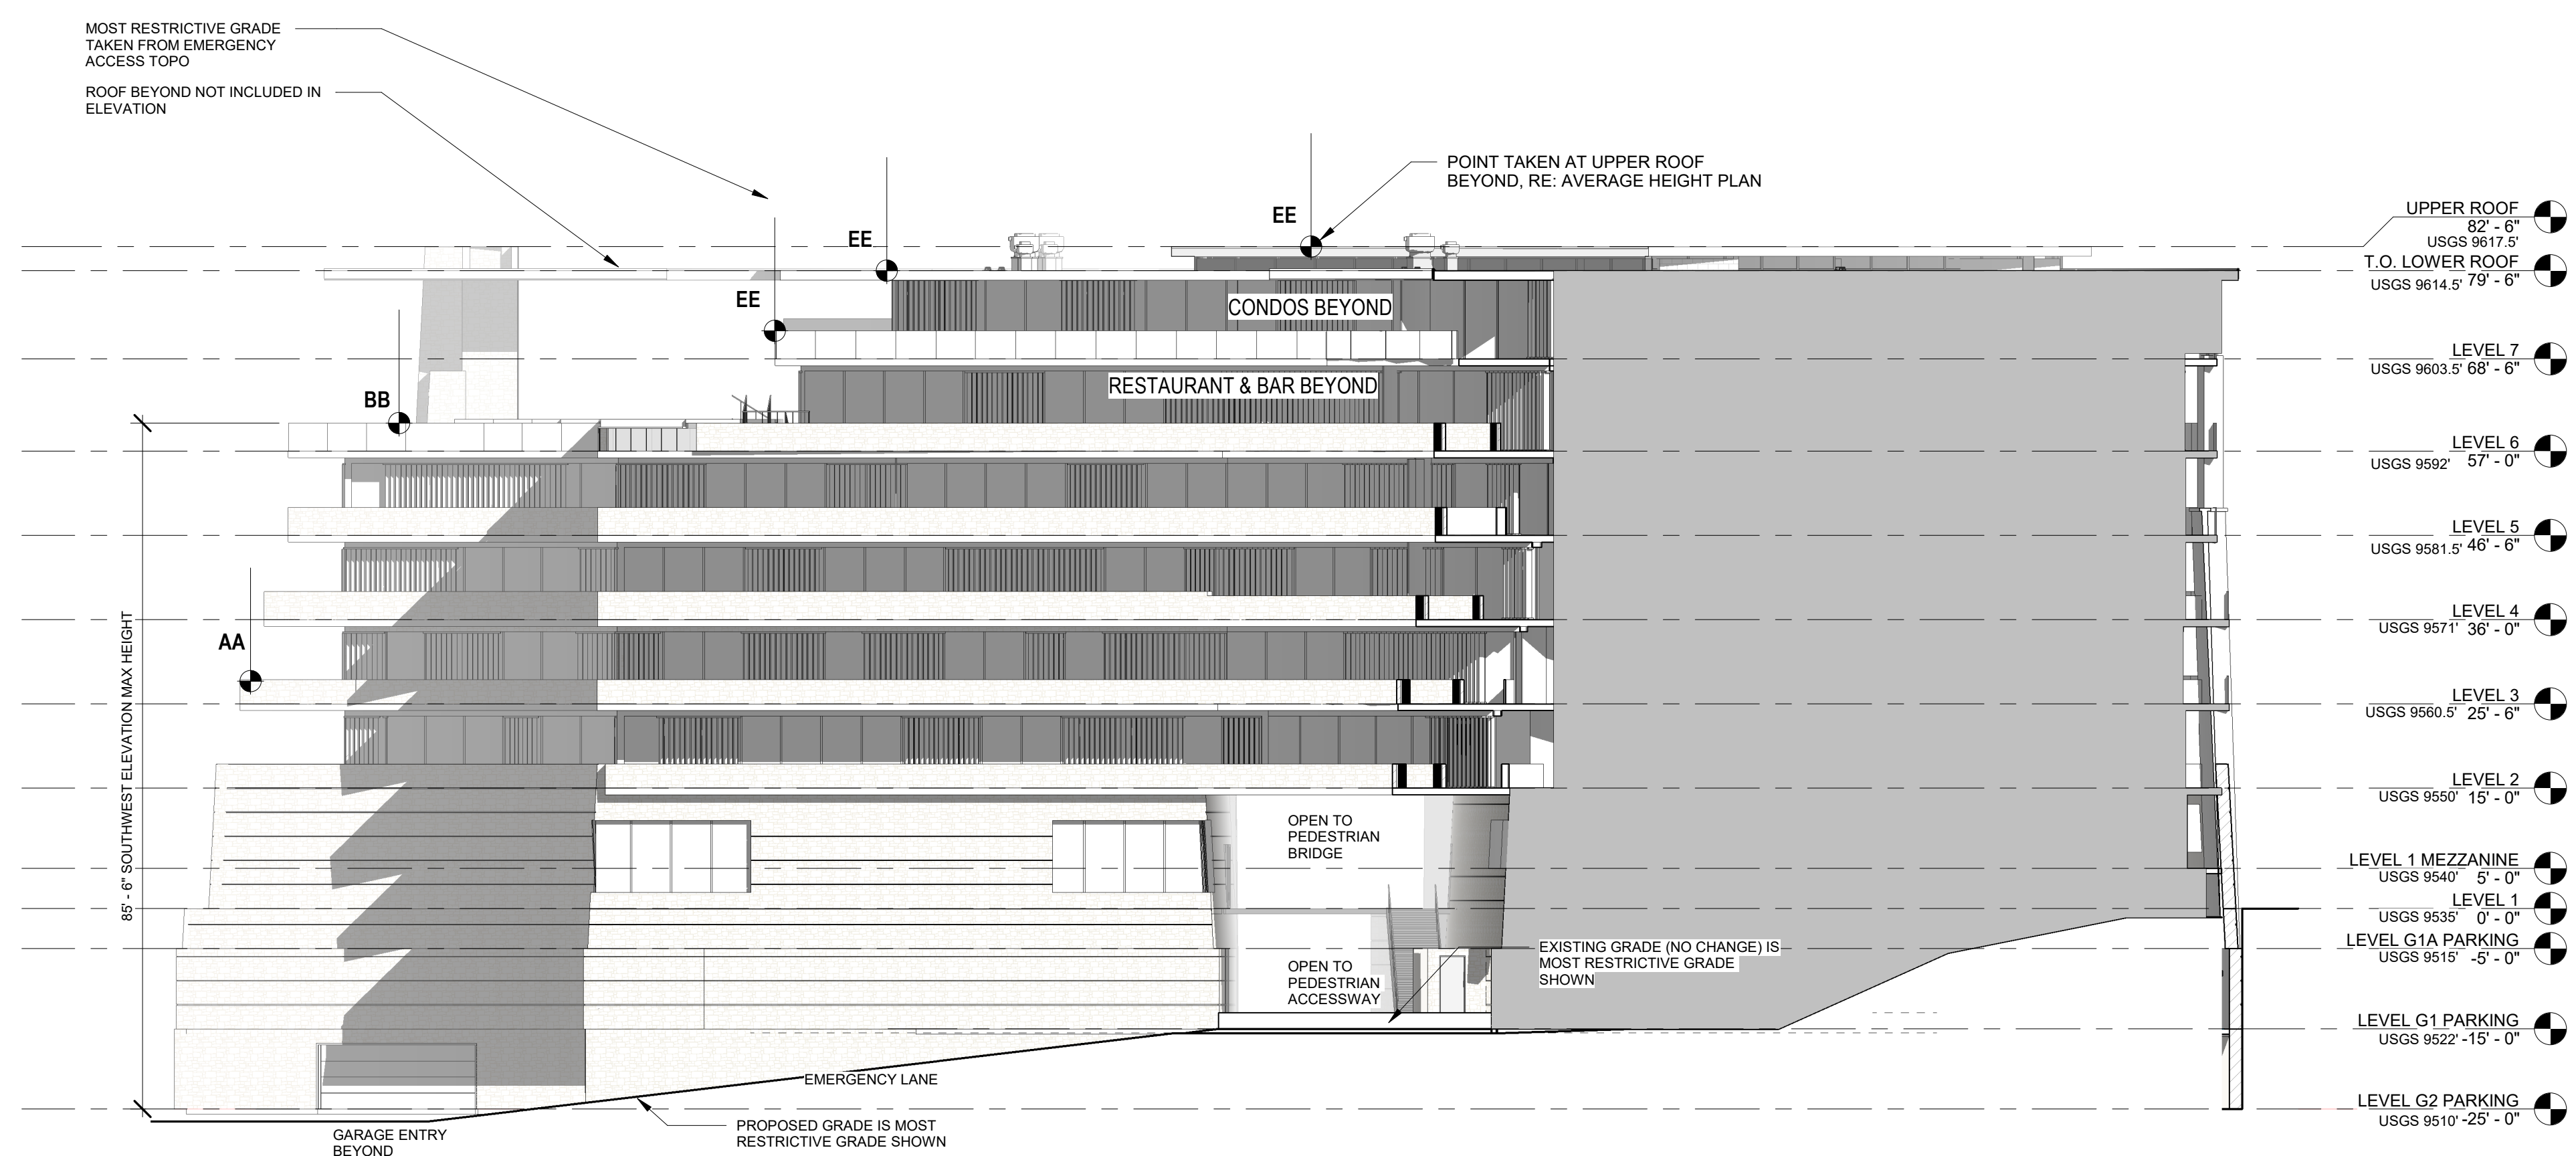 MOST RESTRICTIVE GRADE
TAKEN FROM EMERGENCY
ACCESS TOPO
ROOF BEYOND NOT INCLUDED IN
ELEVATION
POINT TAKEN AT UPPER ROOF
BEYOND, RE: AVERAGE HEIGHT PLAN
EE
EE
EE
BB
AA
CONDOS BEYOND
RESTAURANT & BAR BEYOND
85' - 6" SOUTHWEST ELEVATION MAX HEIGHT
OPEN TO
PEDESTRIAN
BRIDGE
OPEN TO
PEDESTRIAN
ACCESSWAY
EXISTING GRADE (NO CHANGE) IS
MOST RESTRICTIVE GRADE
SHOWN
EMERGENCY LANE
PROPOSED GRADE IS MOST
RESTRICTIVE GRADE SHOWN
GARAGE ENTRY
BEYOND
UPPER ROOF
82' - 6"
USGS 9617.5'
T.O. LOWER ROOF
USGS 9614.5' 79' - 6"
LEVEL 7
USGS 9603.5' 68' - 6"
LEVEL 6
USGS 9592' 57' - 0"
LEVEL 5
USGS 9581.5' 46' - 6"
LEVEL 4
USGS 9571' 36' - 0"
LEVEL 3
USGS 9560.5' 25' - 6"
LEVEL 2
USGS 9550' 15' - 0"
LEVEL 1 MEZZANINE
USGS 9540' 5' - 0"
LEVEL 1
USGS 9535' 0' - 0"
LEVEL G1A PARKING
USGS 9515' -5' - 0"
LEVEL G1 PARKING
USGS 9522' -15' - 0"
LEVEL G2 PARKING
USGS 9510' -25' - 0"